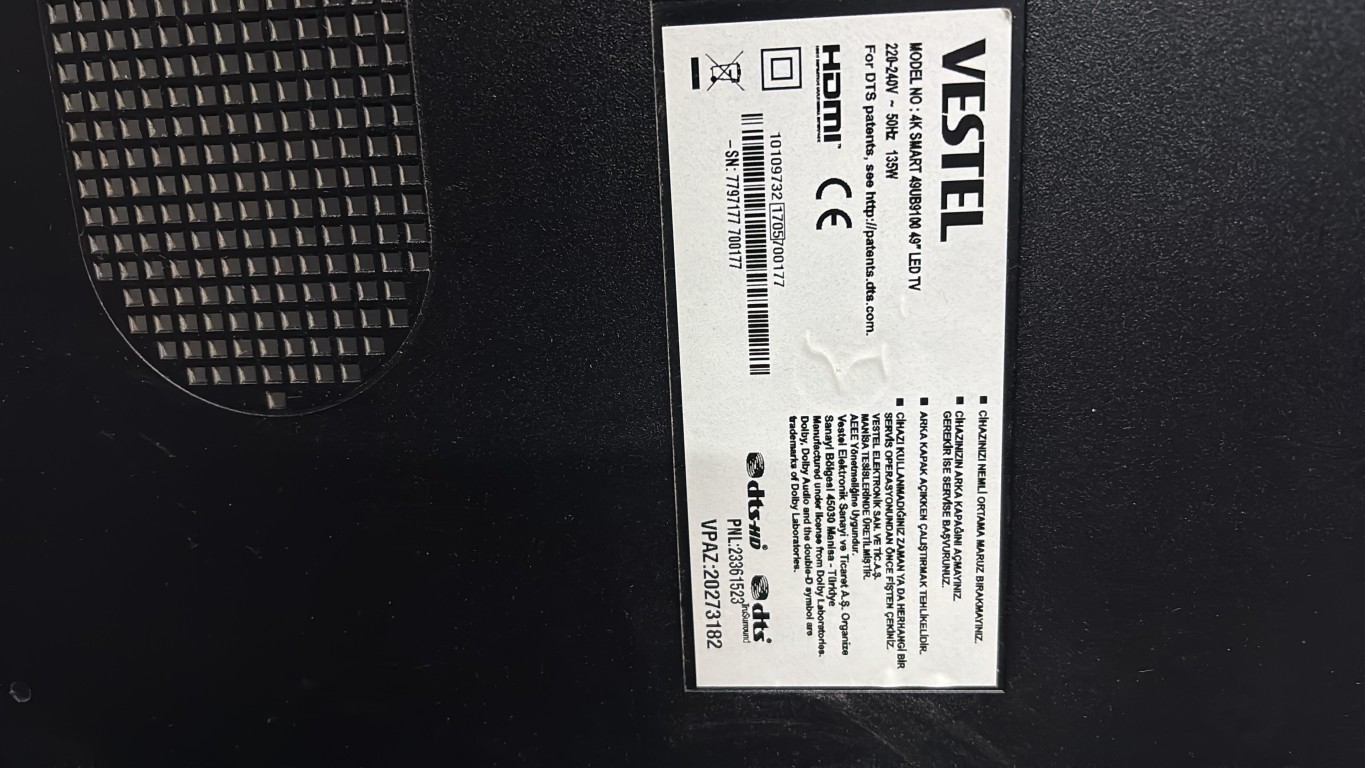 VESTEL
MODEL NO : 4K SMART 49UB9100 49" LED TV
220-240V ~ 50Hz 135W
For DTS patents, see http://patents.dts.com.
HDMI™
CE
10109732 1705 700177
-SN: 7797177 700177
■ CİHAZINIZI NEMLİ ORTAMA MARUZ BIRAKMAYINIZ.
■ CİHAZINIZIN ARKA KAPAĞINI AÇMAYINIZ.
GEREKİR İSE SERVİSE BAŞVURUNUZ.
■ ARKA KAPAK AÇIKKEN ÇALIŞTIRMAK TEHLİKELİDİR.
■ CİHAZI KULLANMADIĞINIZ ZAMAN YA DA HERHANGİ BİR
SERVİS OPERASYONUNDAN ÖNCE FİŞTEN ÇEKİNİZ.
VESTEL ELEKTRONİK SAN. VE TİC.A.Ş.
MANİSA TESİSLERİNDE ÜRETİLMİŞTİR.
AEEE Yönetmeliğine Uygundur.
Vestel Elektronik Sanayi ve Ticaret A.Ş. Organize
Sanayi Bölgesi 45030 Manisa - Türkiye
Manufactured under license from Dolby Laboratories.
Dolby, Dolby Audio and the double-D symbol are
trademarks of Dolby Laboratories.
dts-HD®
dts®
TruSurround
PNL:23361523
VPAZ:20273182